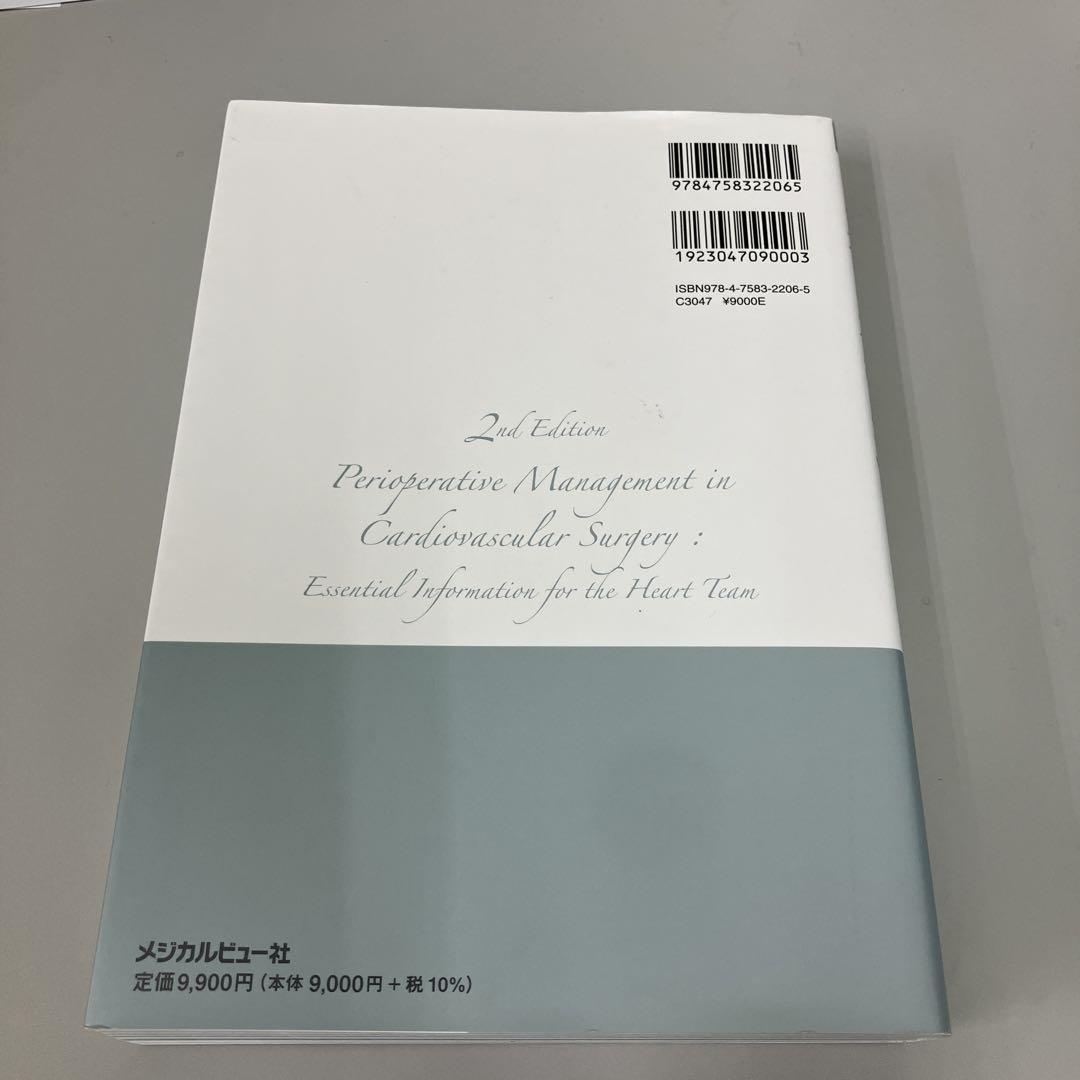 9784758322065
1923047090003
ISBN978-4-7583-2206-5
C3047 ¥9000E
2nd Edition
Perioperative Management in
Cardiovascular Surgery :
Essential Information for the Heart Team
メジカルビュー社
定価9,900円（本体 9,000円＋税 10%）